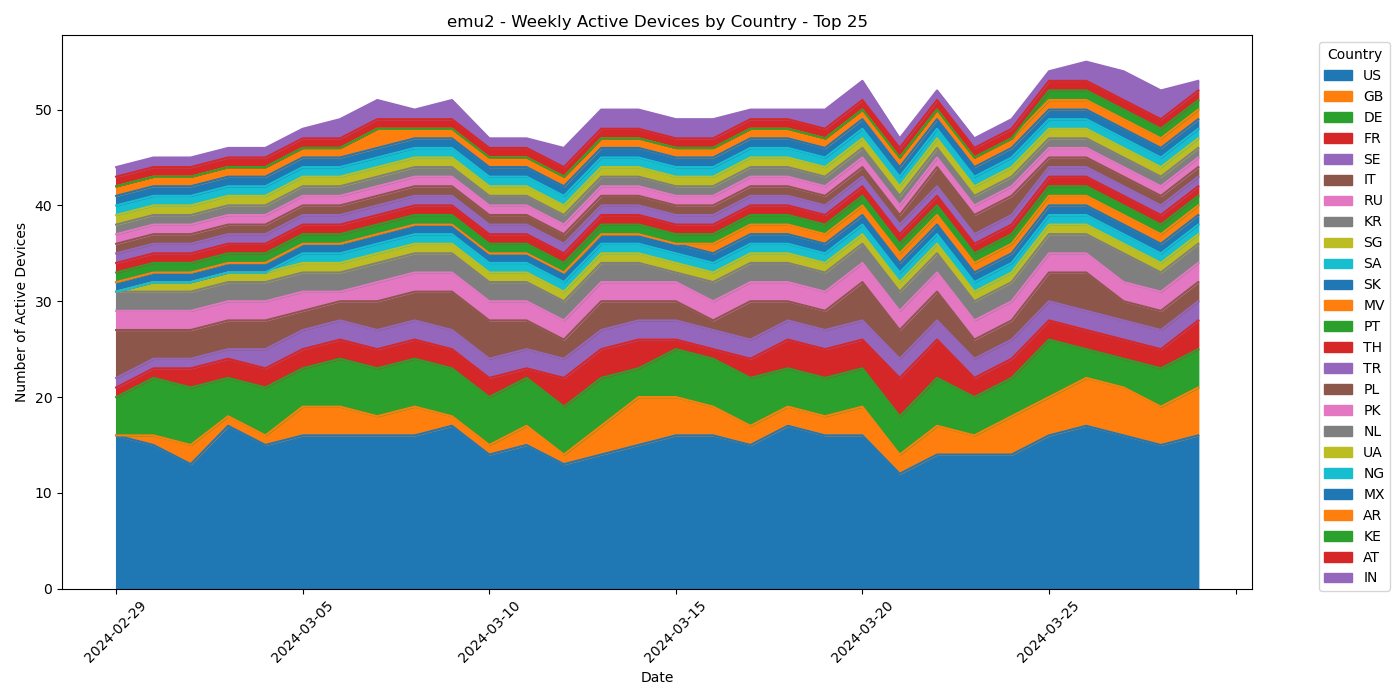 emu2 - Weekly Active Devices by Country - Top 25
Number of Active Devices
50
40
30
20
10
0
2024-02-29
2024-03-05
2024-03-10
2024-03-15
2024-03-20
2024-03-25
Date
Country
US
GB
DE
FR
SE
IT
RU
KR
SG
SA
SK
MV
PT
TH
TR
PL
PK
NL
UA
NG
MX
AR
KE
AT
IN